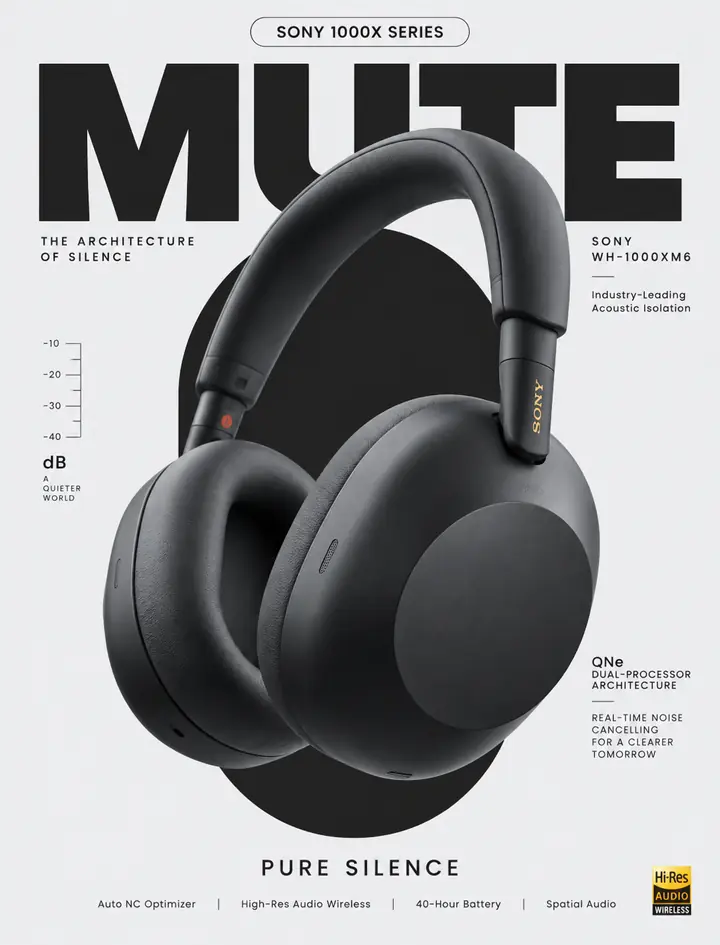 SONY 1000X SERIES
MUTE
THE ARCHITECTURE
OF SILENCE
SONY
WH-1000XM6
Industry-Leading
Acoustic Isolation
-10
-20
-30
-40
dB
A
QUIETER
WORLD
SONY
QNe
DUAL-PROCESSOR
ARCHITECTURE
REAL-TIME NOISE
CANCELLING
FOR A CLEARER
TOMORROW
PURE SILENCE
Auto NC Optimizer | High-Res Audio Wireless | 40-Hour Battery | Spatial Audio
Hi-Res
AUDIO
WIRELESS